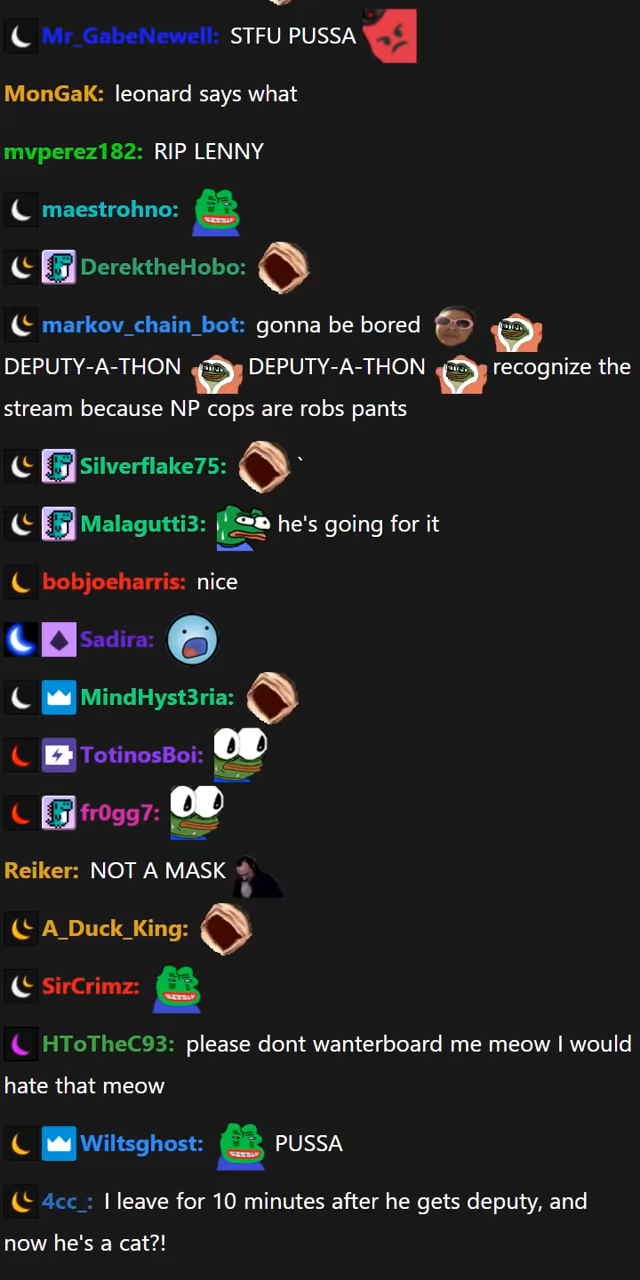 Mr_GabeNewell: STFU PUSSA
MonGaK: leonard says what
mvperez182: RIP LENNY
maestrohno:
DerektheHobo:
markov_chain_bot: gonna be bored
DEPUTY-A-THON DEPUTY-A-THON recognize the
stream because NP cops are robs pants
Silverflake75: `
Malagutti3: he's going for it
bobjoeharris: nice
Sadira:
MindHyst3ria:
TotinosBoi:
fr0gg7:
Reiker: NOT A MASK
A_Duck_King:
SirCrimz:
HToTheC93: please dont wanterboard me meow I would
hate that meow
Wiltsghost: PUSSA
4cc_: I leave for 10 minutes after he gets deputy, and
now he's a cat?!